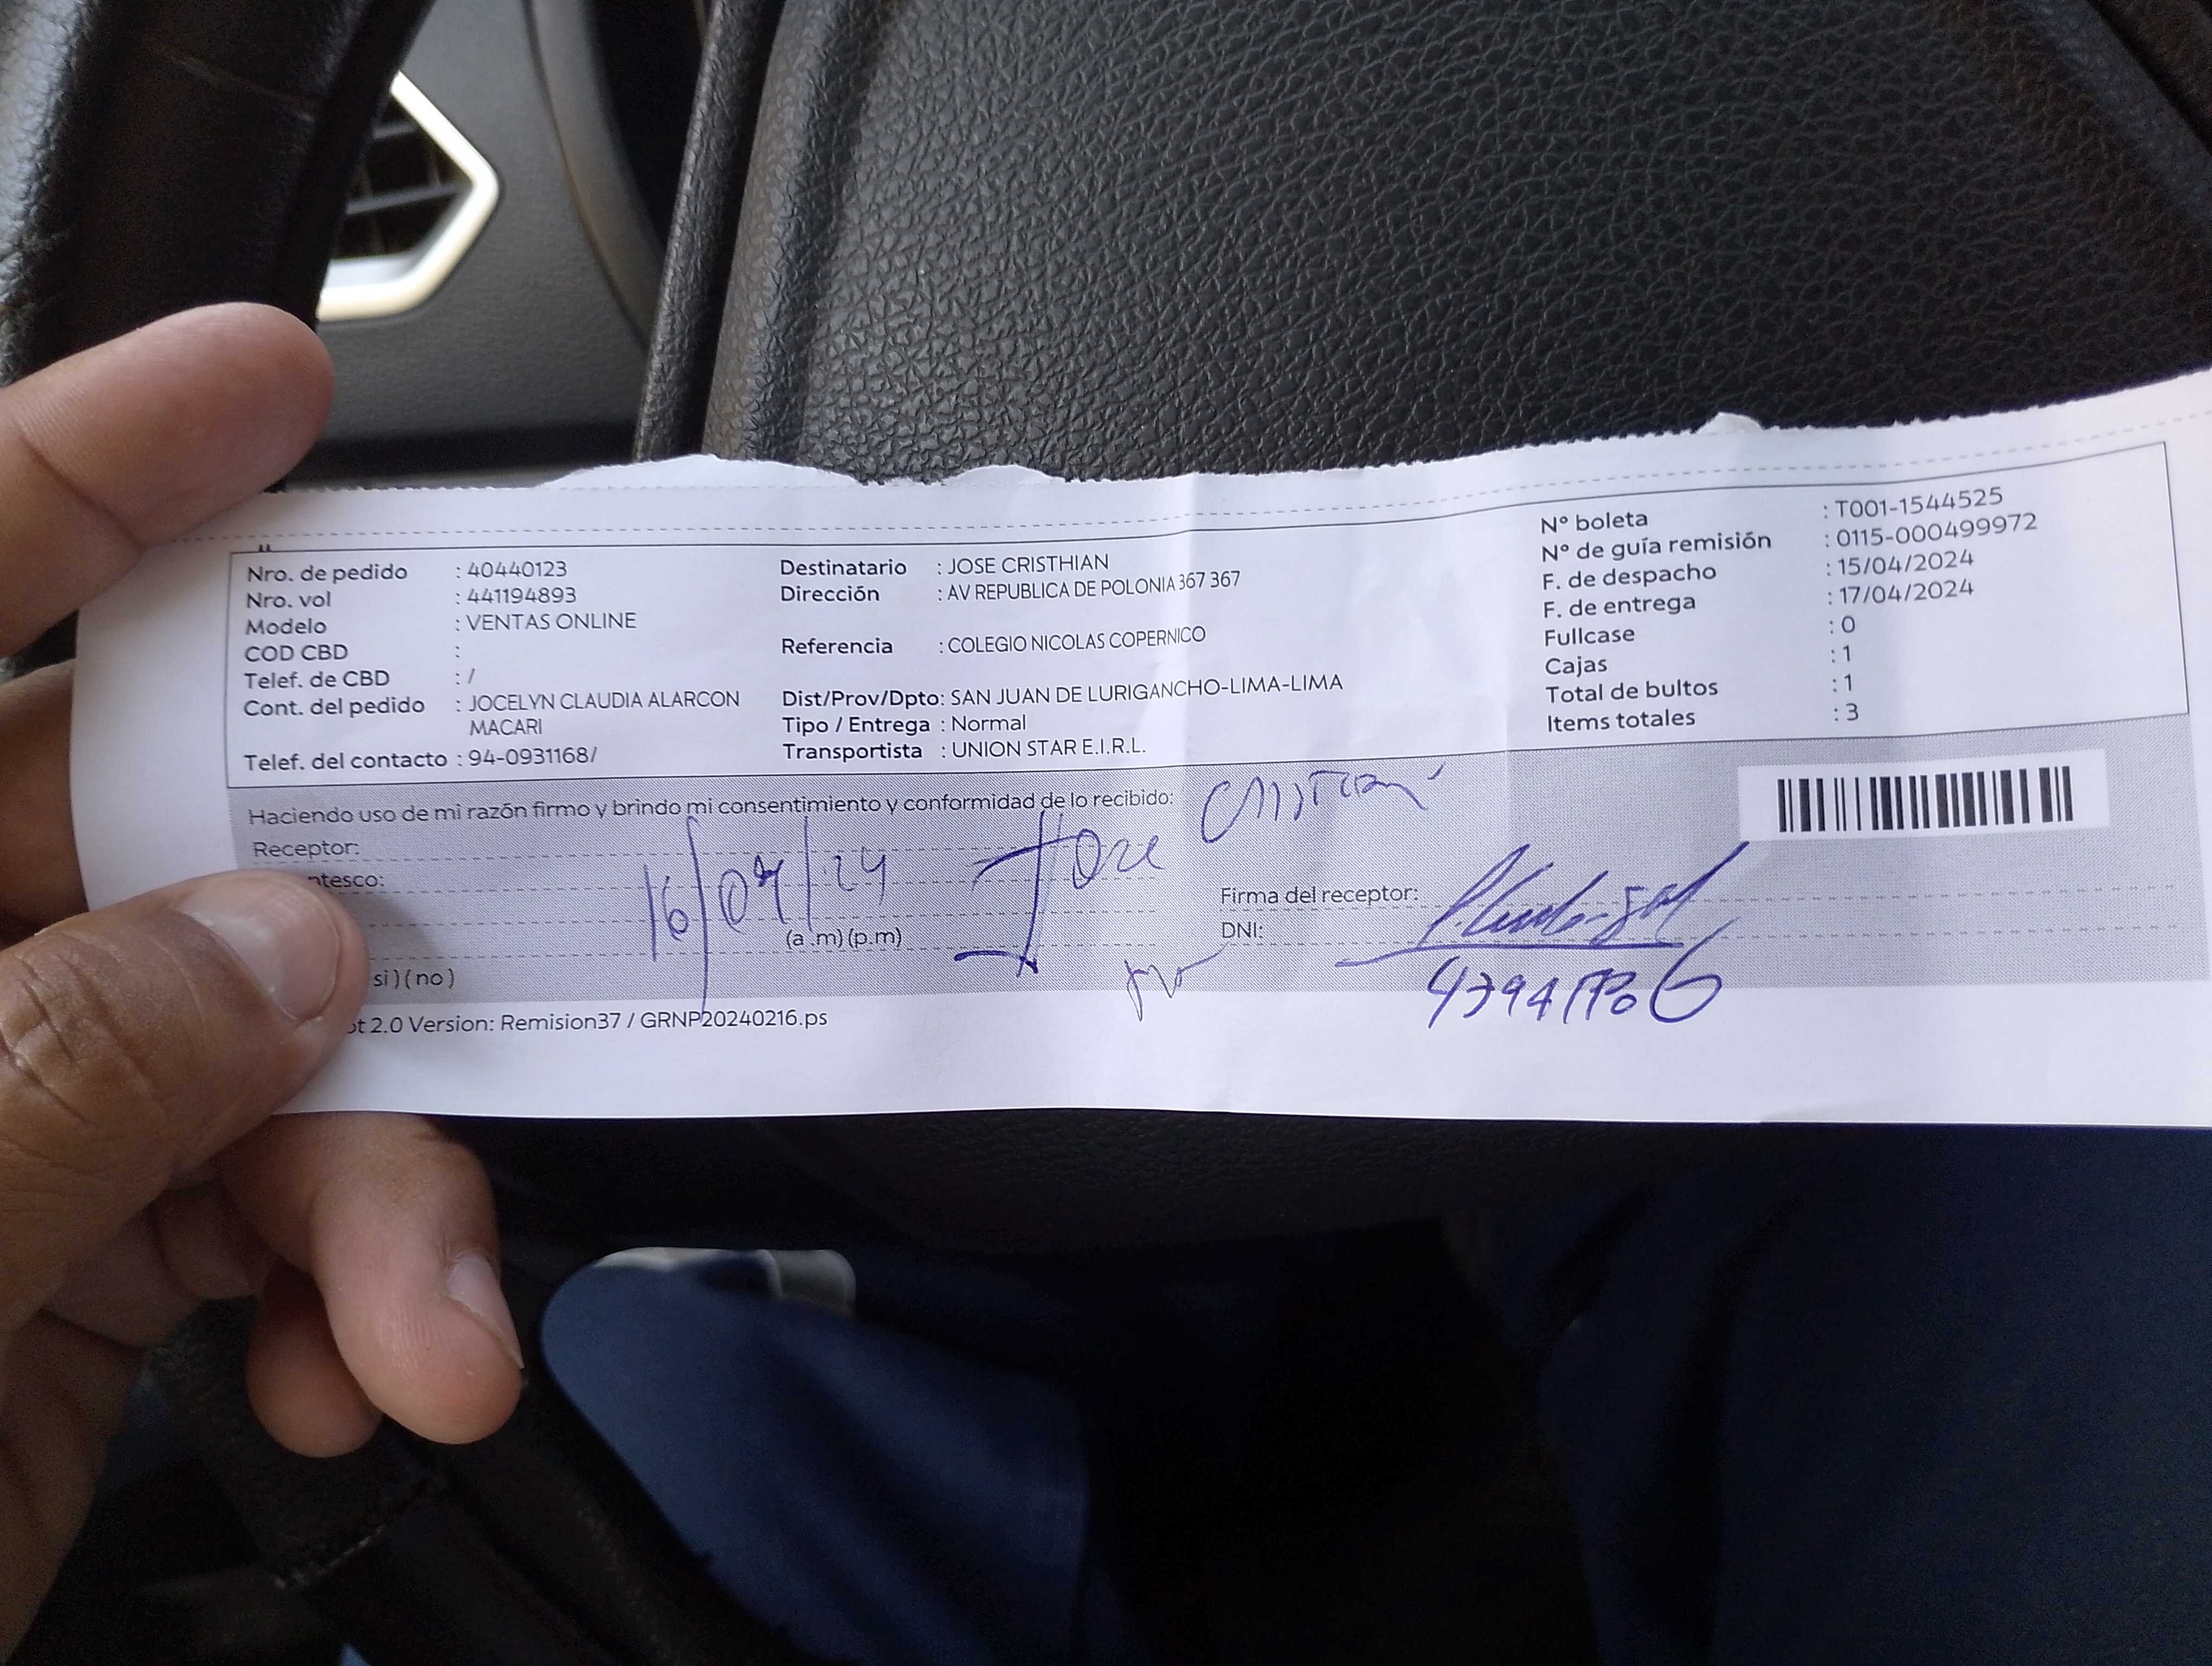 Nro. de pedido : 40440123
Nro. vol : 441194893
Modelo : VENTAS ONLINE
COD CBD :
Telef. de CBD : /
Cont. del pedido : JOCELYN CLAUDIA ALARCON
MACARI
Telef. del contacto : 94-0931168/
Destinatario : JOSE CRISTHIAN
Dirección : AV REPUBLICA DE POLONIA 367 367
Referencia : COLEGIO NICOLAS COPERNICO
Dist/Prov/Dpto: SAN JUAN DE LURIGANCHO-LIMA-LIMA
Tipo / Entrega : Normal
Transportista : UNION STAR E.I.R.L.
N° boleta : T001-1544525
N° de guía remisión : 0115-000499972
F. de despacho : 15/04/2024
F. de entrega : 17/04/2024
Fullcase : 0
Cajas : 1
Total de bultos : 1
Items totales : 3
Haciendo uso de mi razón firmo y brindo mi consentimiento y conformidad de lo recibido:
Receptor:
ntesco:
16/04/24 Jose
(a .m) (p.m)
si ) ( no )
Firma del receptor:
DNI:
ot 2.0 Version: Remision37 / GRNP20240216.ps